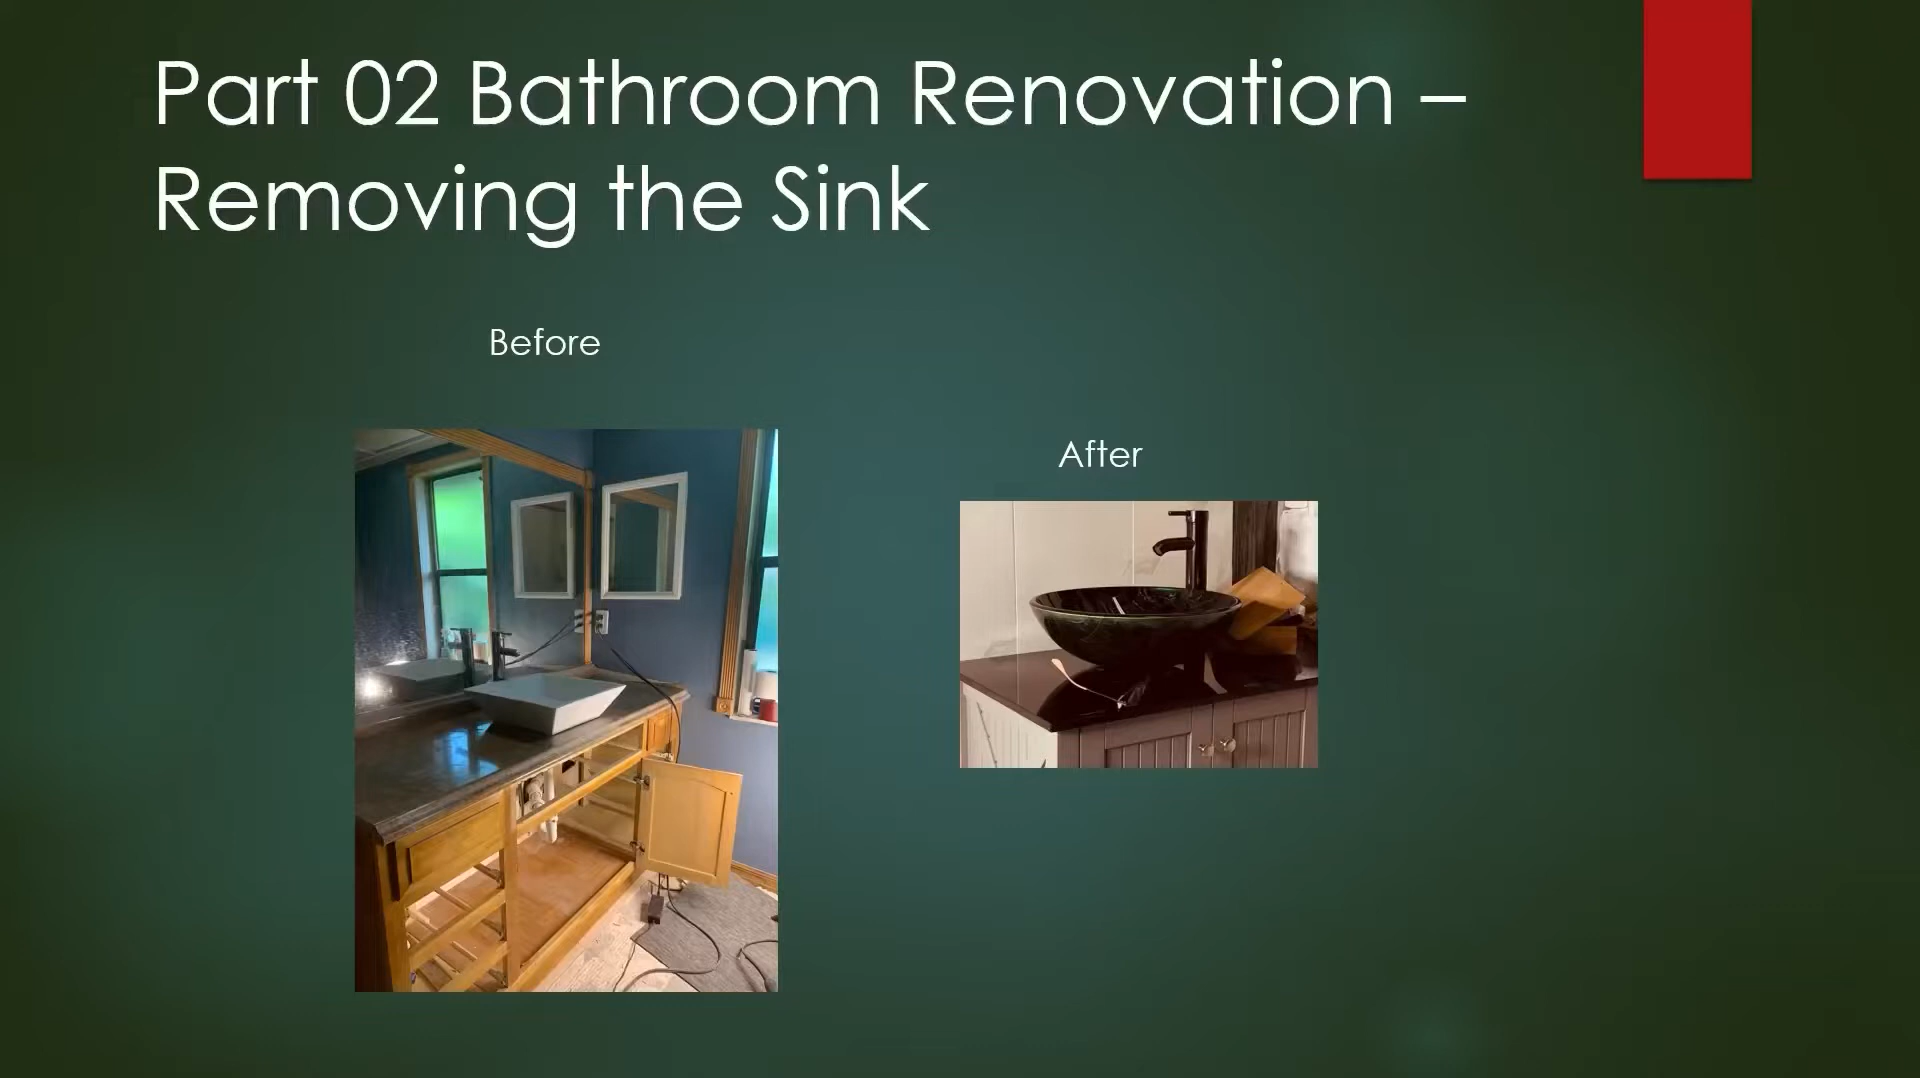 Part 02 Bathroom Renovation –
Removing the Sink
Before
After